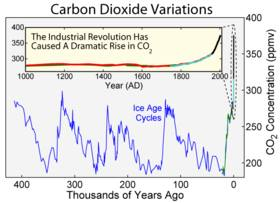 Carbon Dioxide Variations
The Industrial Revolution Has
Caused A Dramatic Rise in CO2
400
350
300
1000 1200 1400 1600 1800 2000
Year (AD)
Ice Age
Cycles
400
350
300
250
200
CO2 Concentration (ppmv)
400 300 200 100 0
Thousands of Years Ago